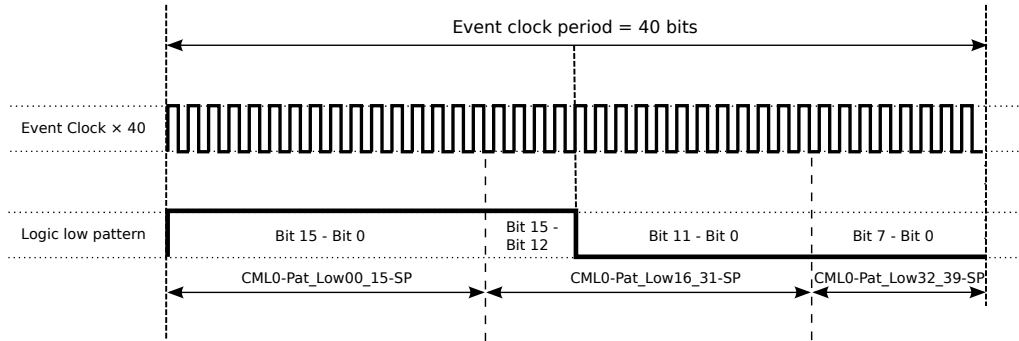 Event clock period = 40 bits
Event Clock × 40
Logic low pattern
Bit 15 - Bit 0
Bit 15 -
Bit 12
Bit 11 - Bit 0
Bit 7 - Bit 0
CML0-Pat_Low00_15-SP
CML0-Pat_Low16_31-SP
CML0-Pat_Low32_39-SP